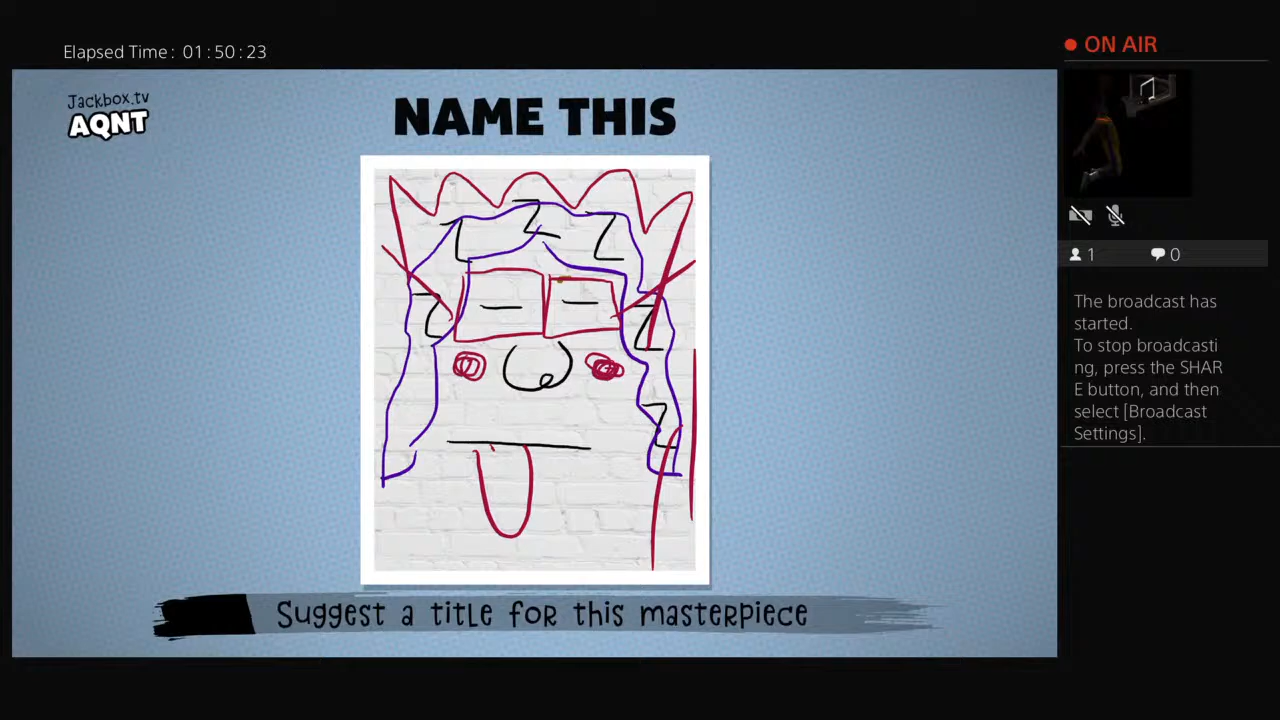 Elapsed Time: 01:50:23
ON AIR
Jackbox.tv
AQNT
NAME THIS
Z Z Z
Z Z
Z
Suggest a title for this masterpiece
1 0
The broadcast has
started.
To stop broadcasti
ng, press the SHAR
E button, and then
select [Broadcast
Settings].